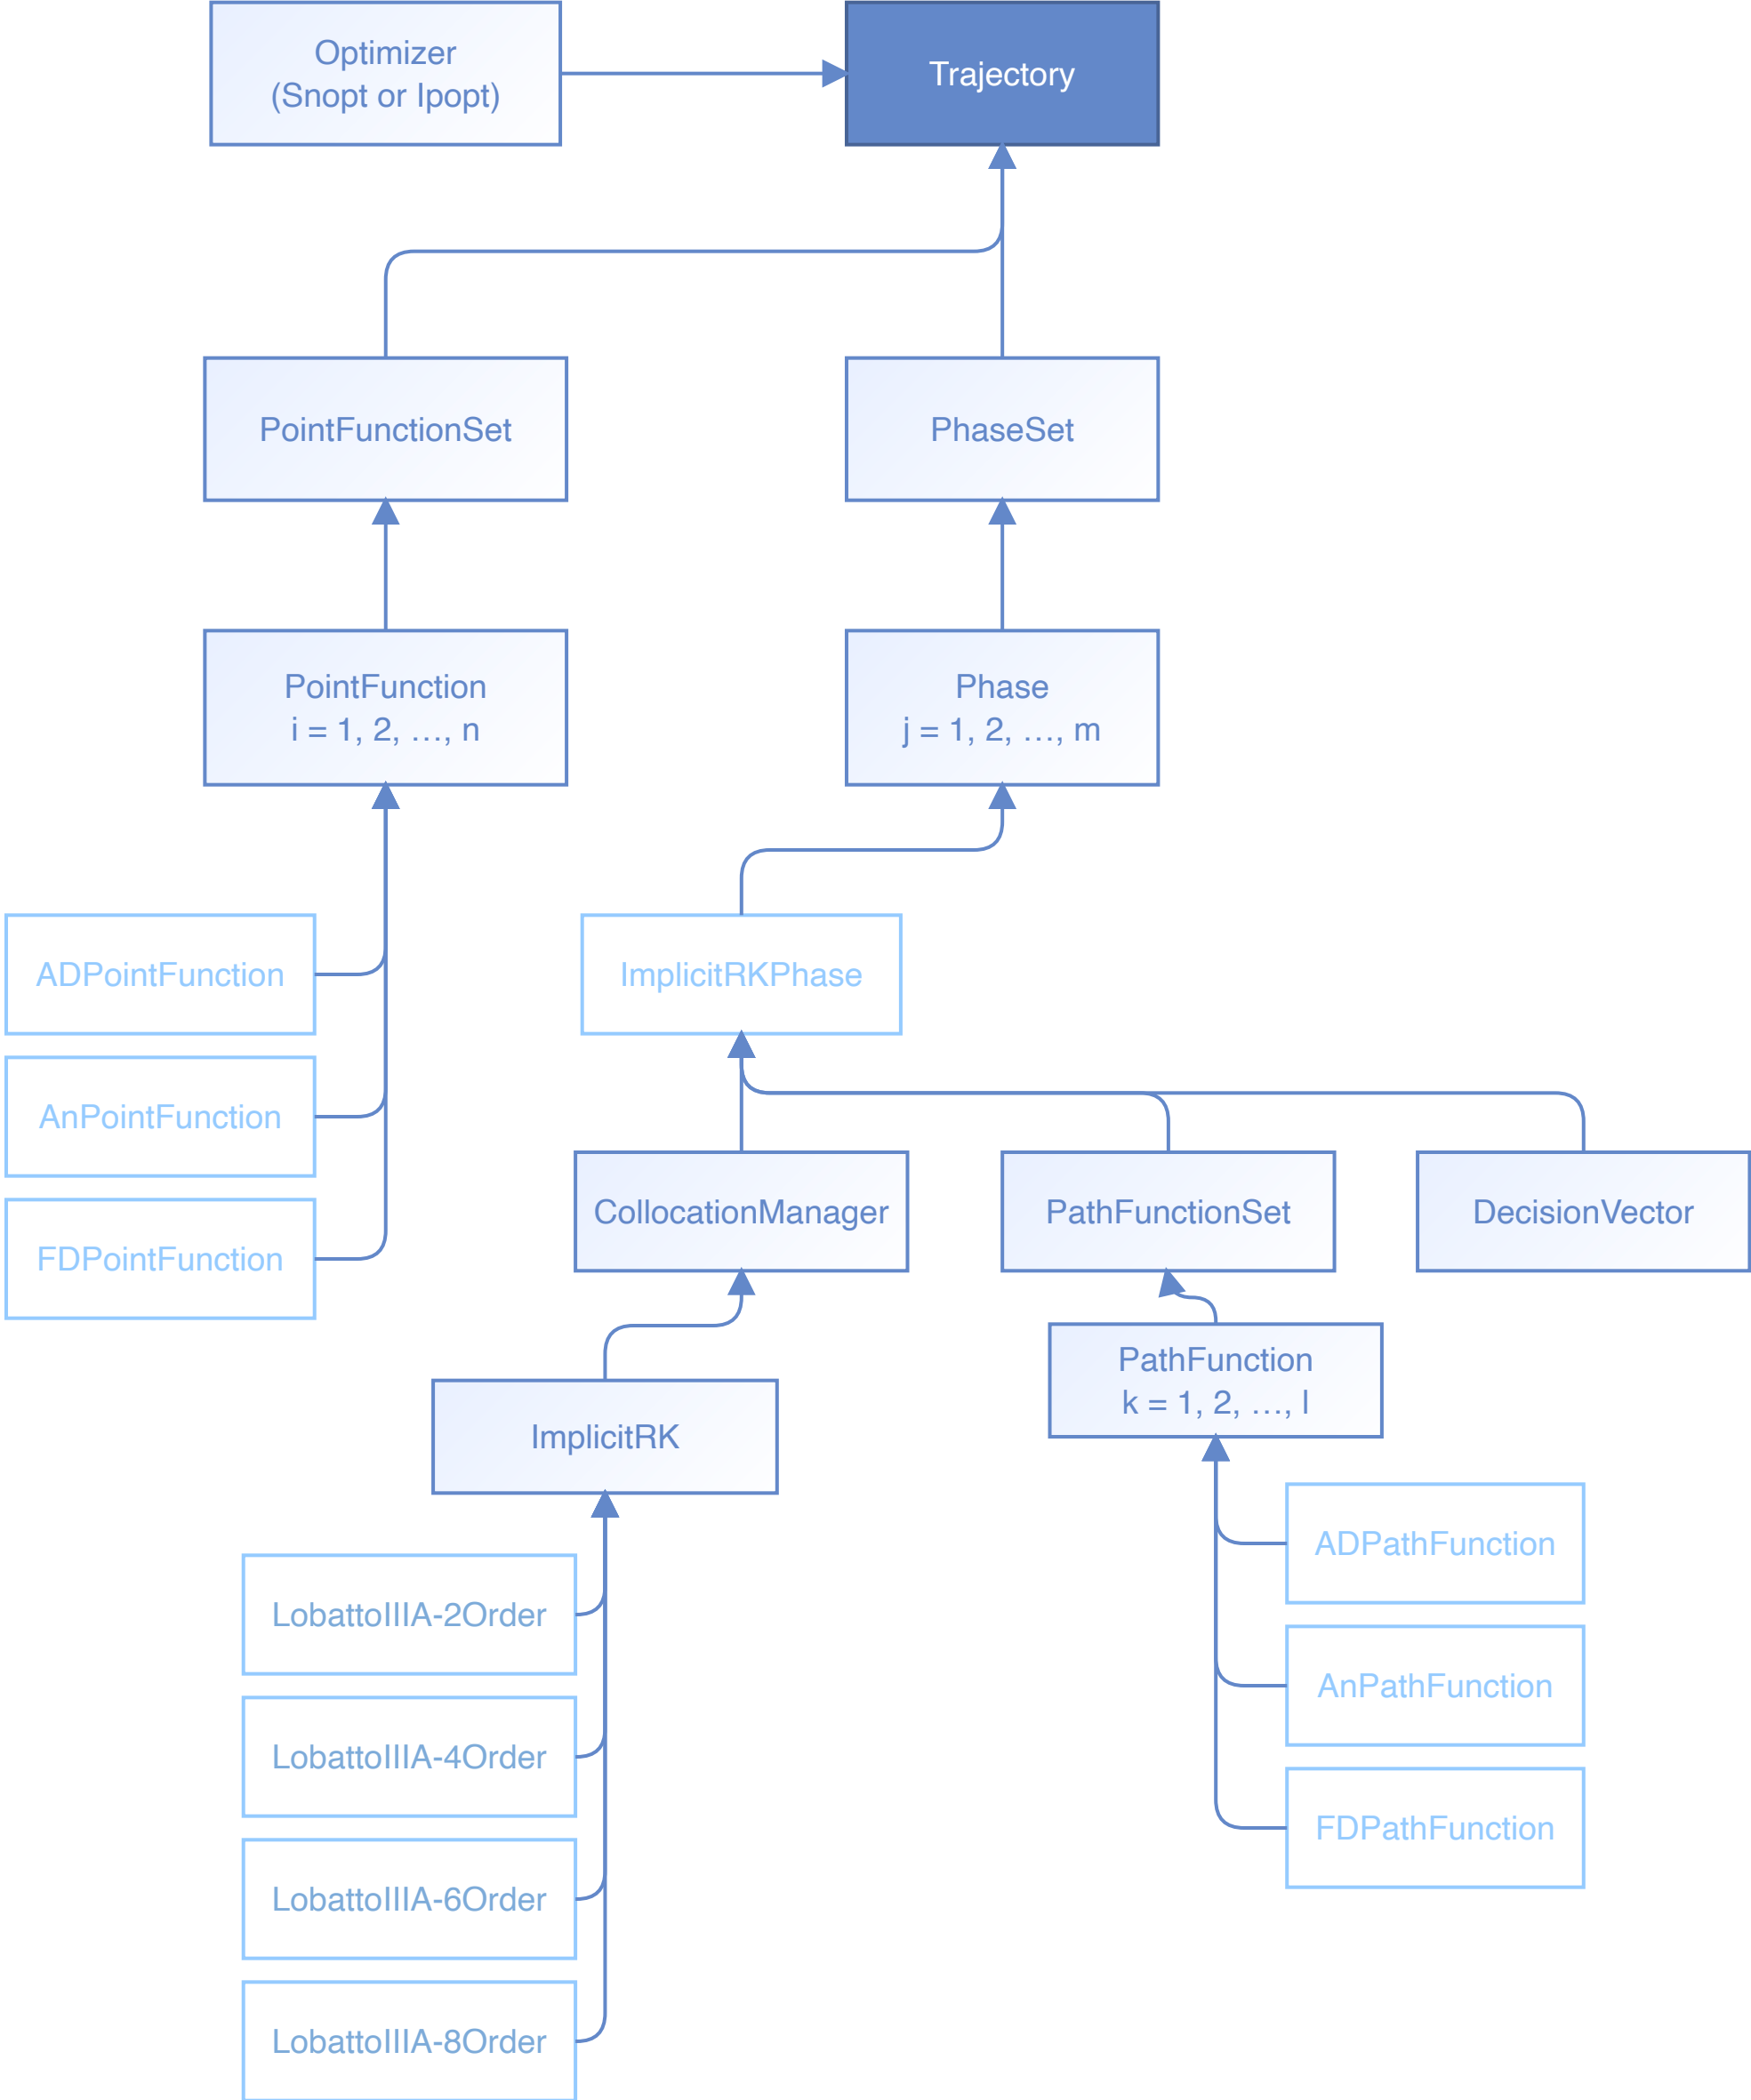 Optimizer
(Snopt or Ipopt)
Trajectory
PointFunctionSet
PhaseSet
PointFunction
i = 1, 2, …, n
Phase
j = 1, 2, …, m
ADPointFunction
ImplicitRKPhase
AnPointFunction
FDPointFunction
CollocationManager
PathFunctionSet
DecisionVector
PathFunction
k = 1, 2, …, l
ImplicitRK
ADPathFunction
LobattoIIIA-2Order
AnPathFunction
LobattoIIIA-4Order
FDPathFunction
LobattoIIIA-6Order
LobattoIIIA-8Order